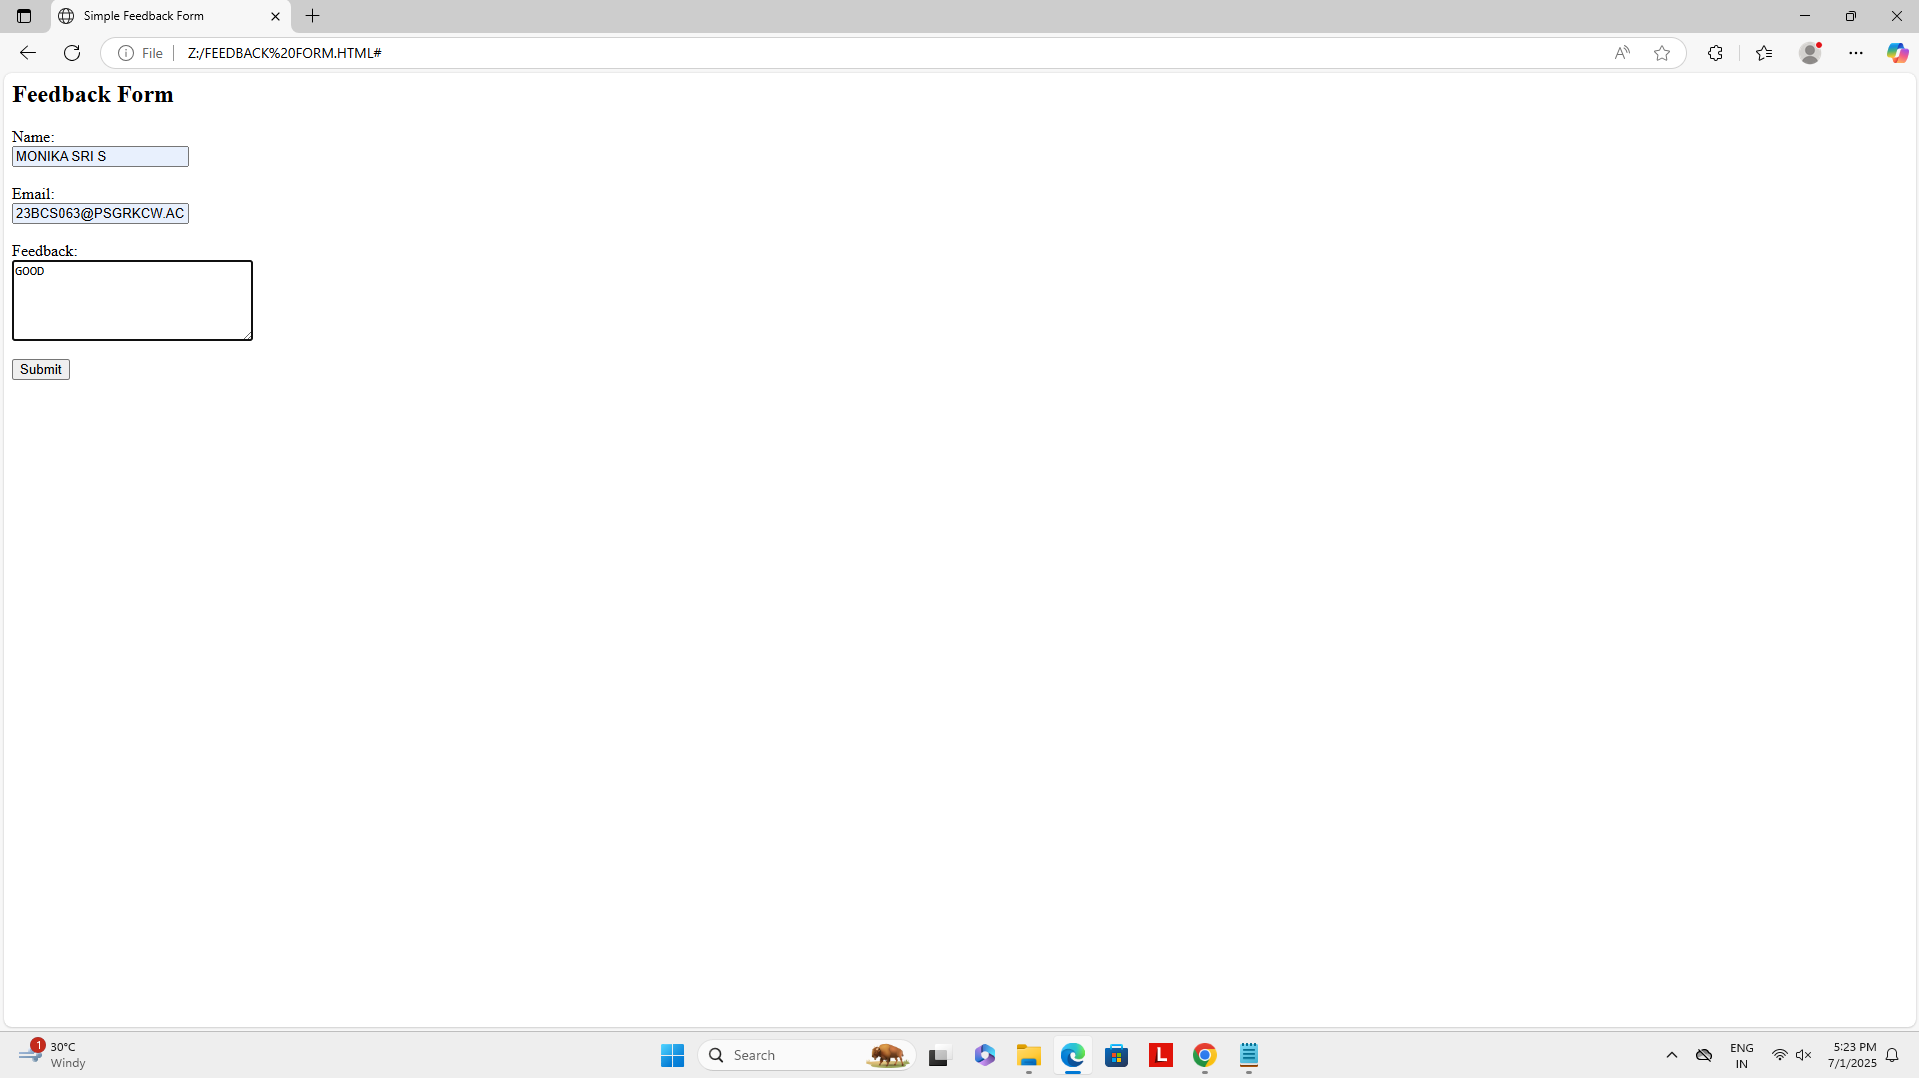 Simple Feedback Form
File
Z:/FEEDBACK%20FORM.HTML#
Feedback Form
Name:
MONIKA SRI S
Email:
23BCS063@PSGRKCW.AC
Feedback:
GOOD
Submit
1
30°C
Windy
Search
L
ENG
IN
5:23 PM
7/1/2025